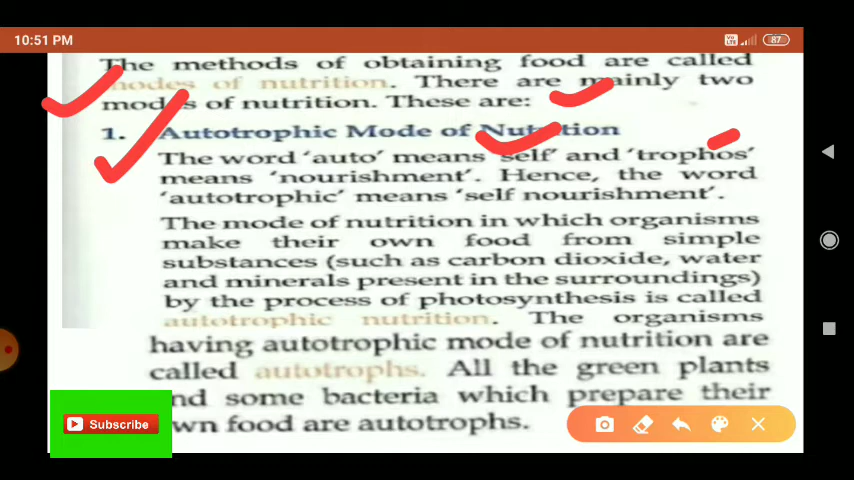 10:51 PM
Vo LTE
87
The methods of obtaining food are called
modes of nutrition. There are mainly two
modes of nutrition. These are:
1. Autotrophic Mode of Nutrition
The word 'auto' means 'self' and 'trophos'
means 'nourishment'. Hence, the word
'autotrophic' means 'self nourishment'.
The mode of nutrition in which organisms
make their own food from simple
substances (such as carbon dioxide, water
and minerals present in the surroundings)
by the process of photosynthesis is called
autotrophic nutrition. The organisms
having autotrophic mode of nutrition are
called autotrophs. All the green plants
and some bacteria which prepare their
own food are autotrophs.
Subscribe